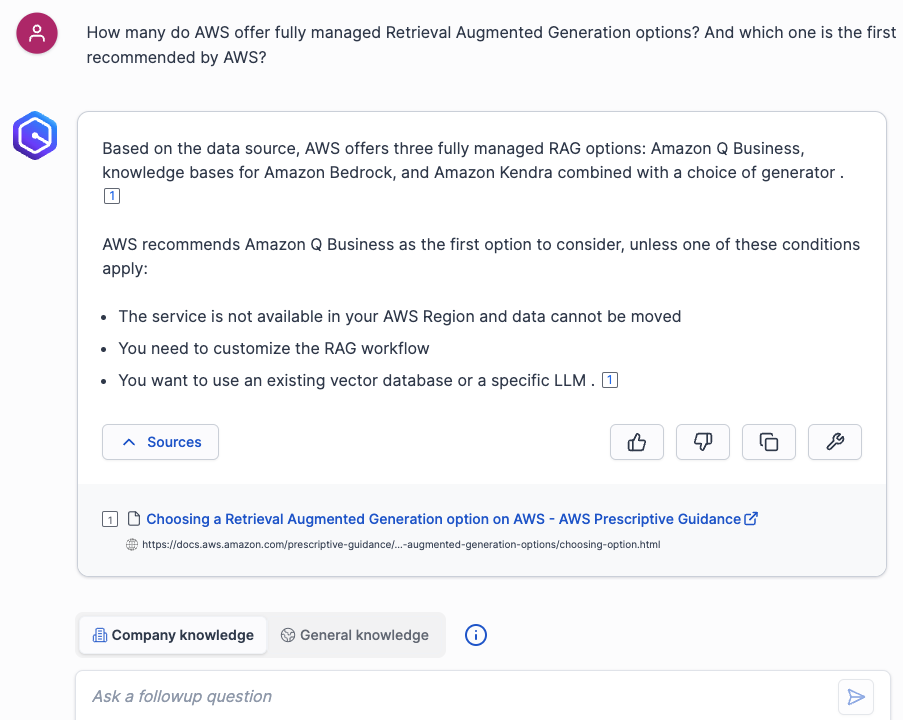 How many do AWS offer fully managed Retrieval Augmented Generation options? And which one is the first
recommended by AWS?
Based on the data source, AWS offers three fully managed RAG options: Amazon Q Business,
knowledge bases for Amazon Bedrock, and Amazon Kendra combined with a choice of generator .
1
AWS recommends Amazon Q Business as the first option to consider, unless one of these conditions
apply:
• The service is not available in your AWS Region and data cannot be moved
• You need to customize the RAG workflow
• You want to use an existing vector database or a specific LLM . 1
Sources
1 Choosing a Retrieval Augmented Generation option on AWS - AWS Prescriptive Guidance
https://docs.aws.amazon.com/prescriptive-guidance/...-augmented-generation-options/choosing-option.html
Company knowledge General knowledge
Ask a followup question